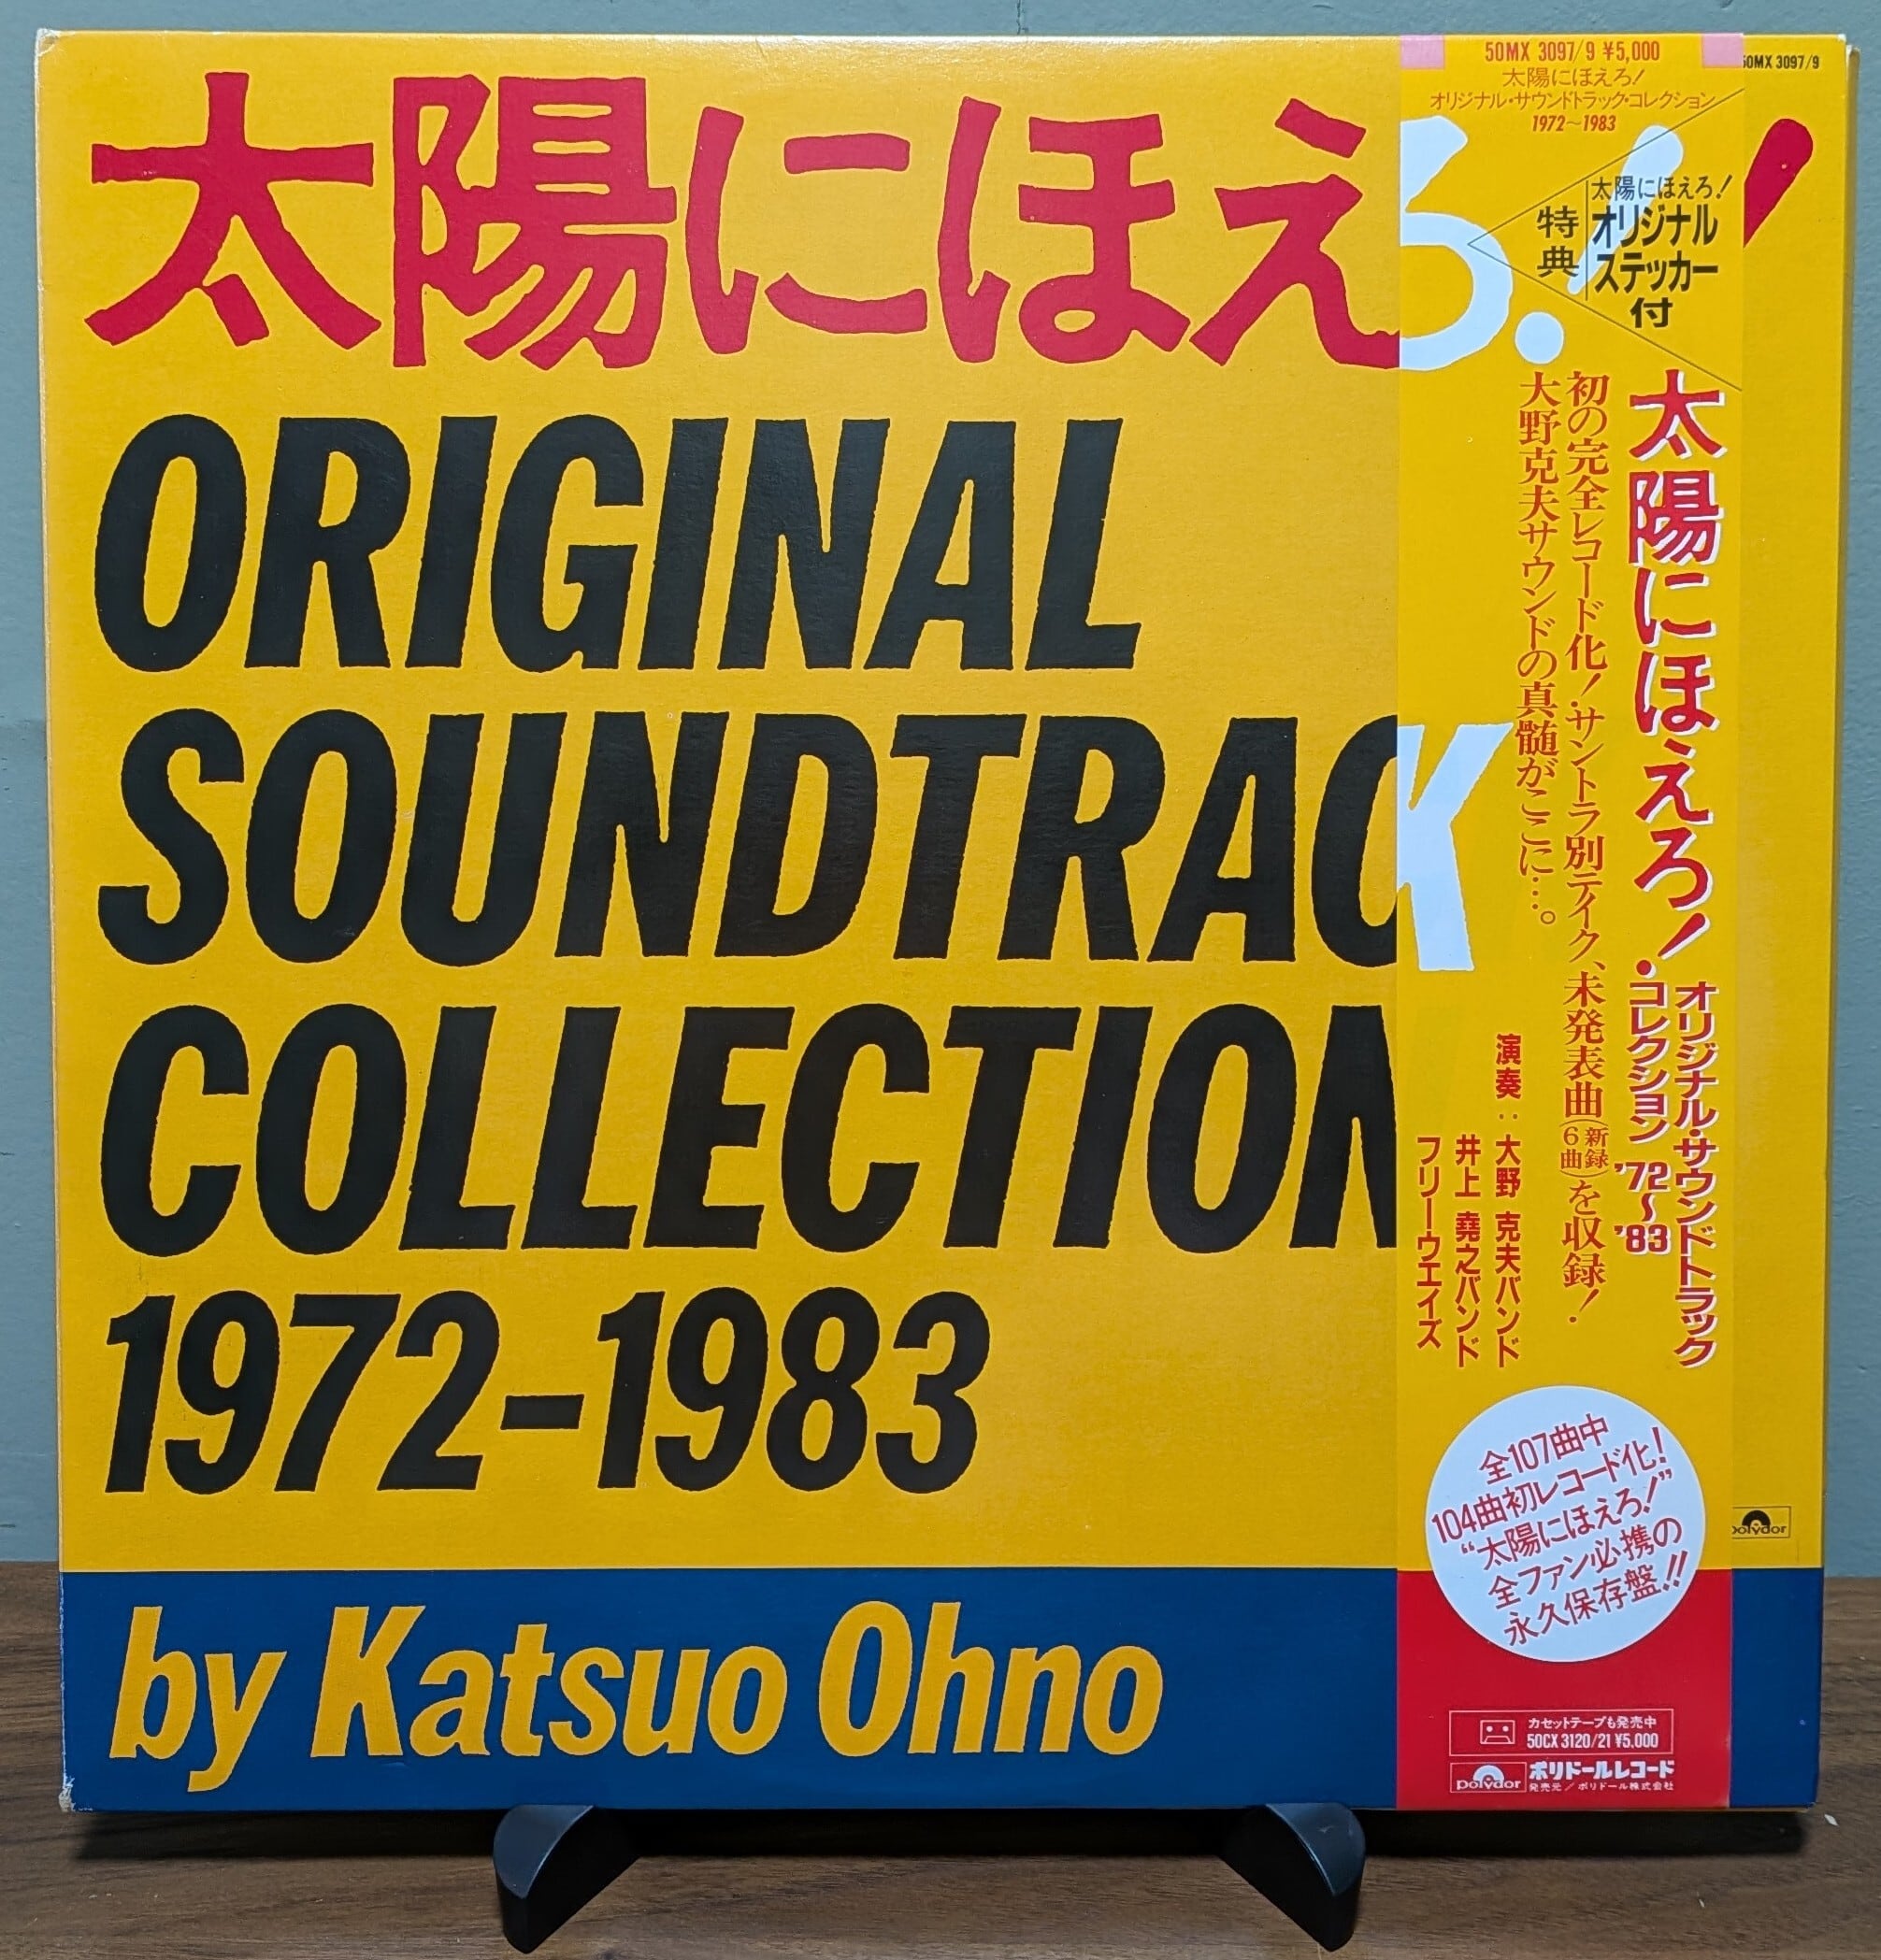 太陽にほえろ!
ORIGINAL
SOUNDTRACK
COLLECTION
1972-1983
by Katsuo Ohno
50MX 3097/9 ¥5,000
太陽にほえろ!
オリジナル・サウンドトラック・コレクション
1972~1983
特典
太陽にほえろ!
オリジナル
ステッカー
付
太陽にほえろ!
オリジナル・サウンドトラック
・コレクション '72~'83
初の完全レコード化!サントラ別テイク、未発表曲(新録6曲)を収録!
大野克夫サウンドの真髄がここに…。
演奏:大野 克夫バンド
井上 堯之バンド
フリーウエイズ
全107曲中
104曲初レコード化!
“太陽にほえろ!”
全ファン必携の
永久保存盤!!
カセットテープも発売中
50CX 3120/21 ¥5.000
polydor
ポリドールレコード
発売元/ポリドール株式会社
50MX 3097/9
polydor